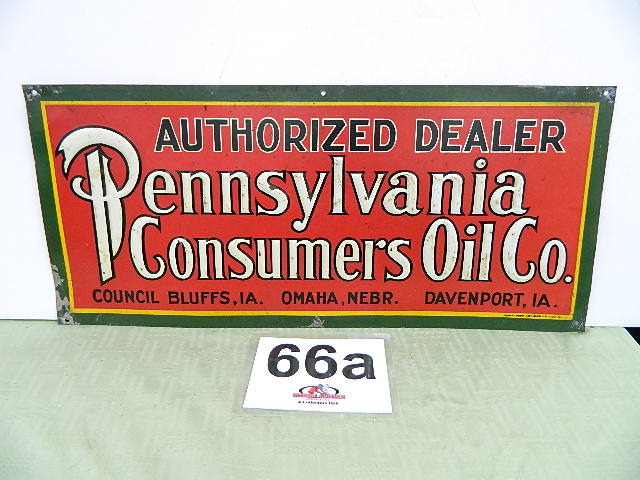 AUTHORIZED DEALER
Pennsylvania
Consumers Oil Co.
COUNCIL BLUFFS, IA. OMAHA, NEBR. DAVENPORT, IA.
66a